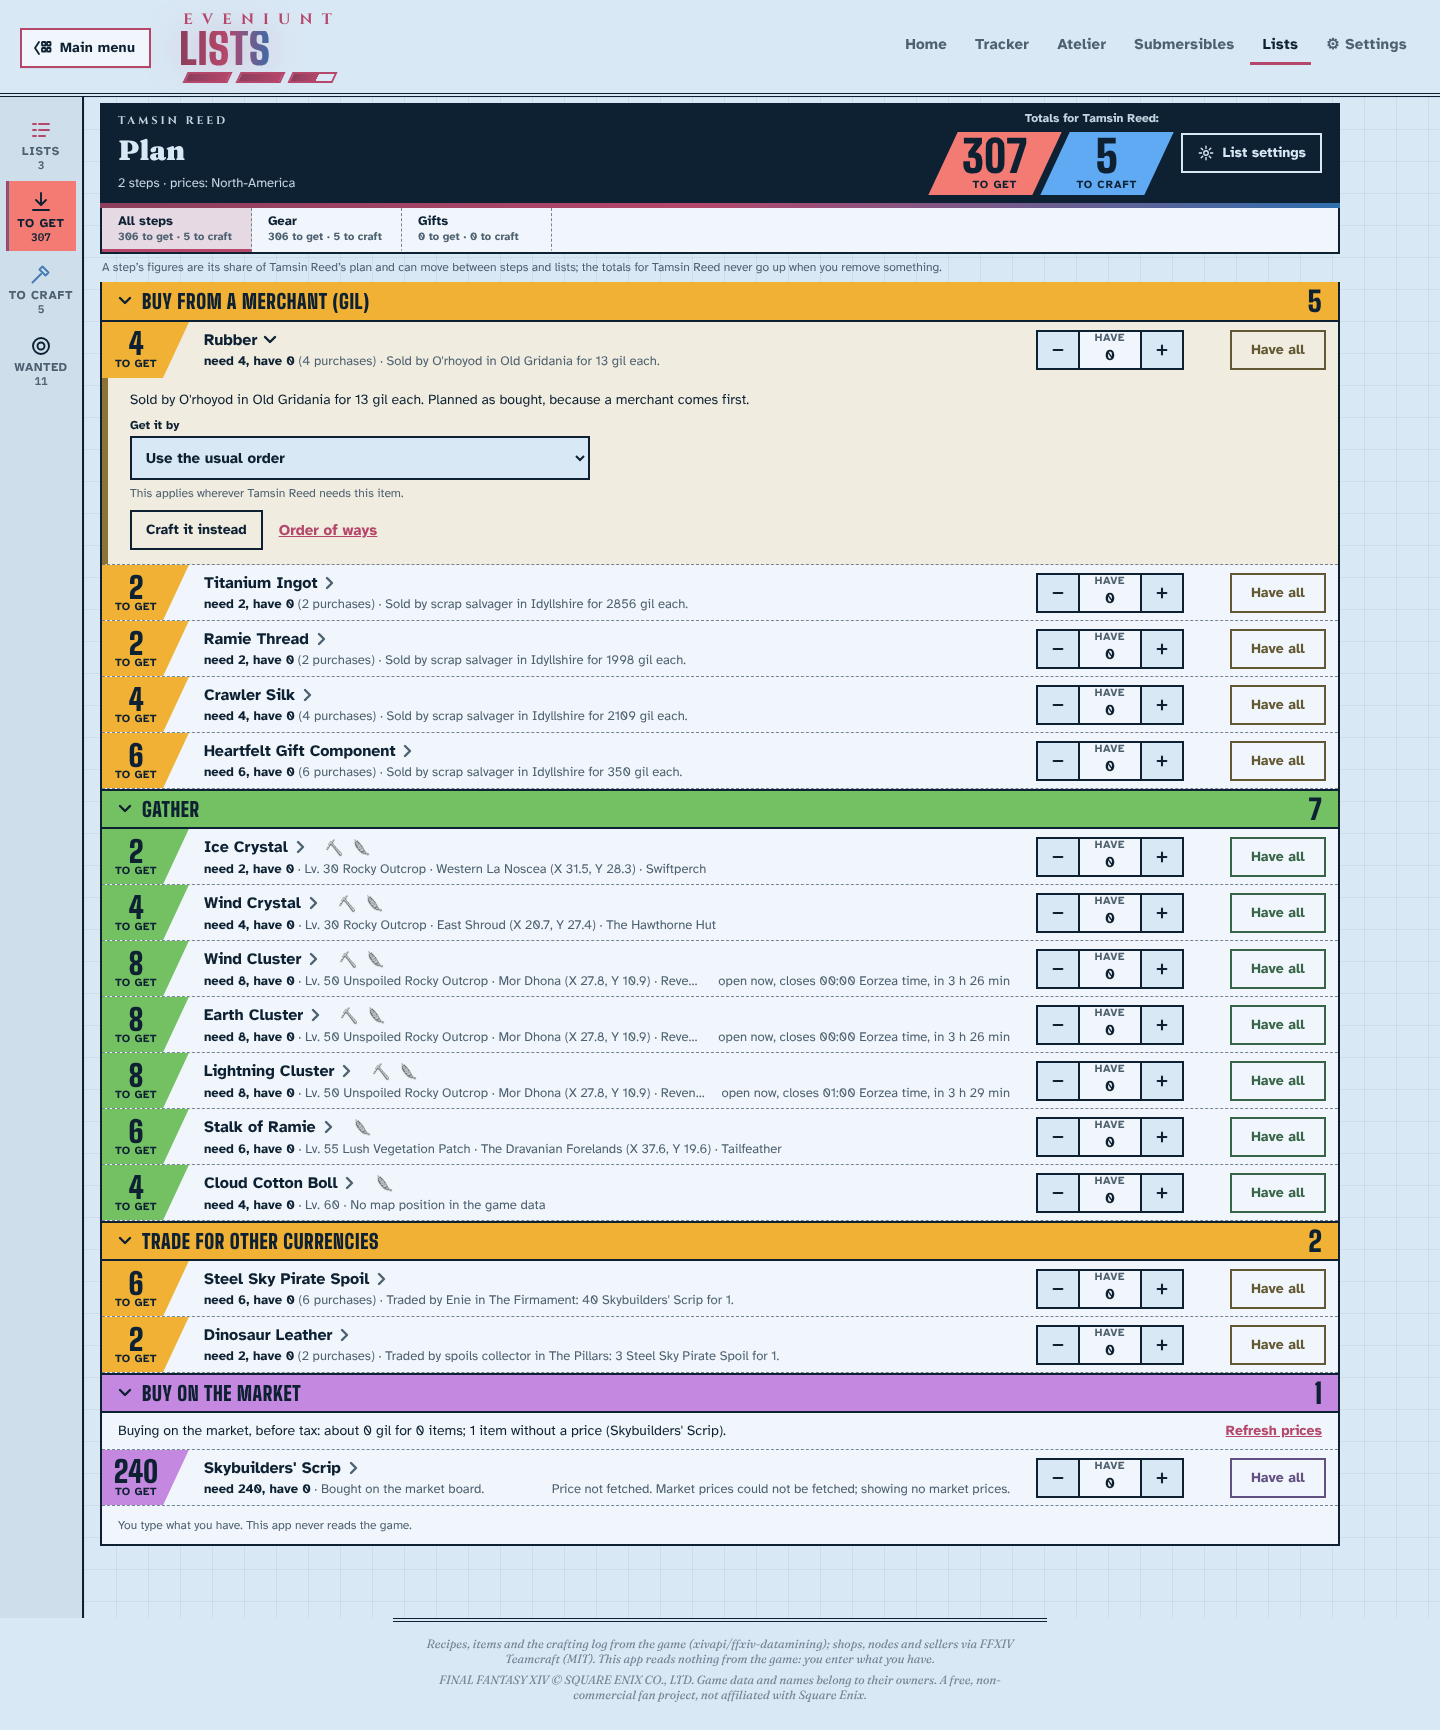 Main menu
EVENIUNT
LISTS
Home
Tracker
Atelier
Submersibles
Lists
Settings
LISTS
3
TO GET
307
TO CRAFT
5
WANTED
11
TAMSIN REED
Plan
2 steps · prices: North-America
Totals for Tamsin Reed:
307
TO GET
5
TO CRAFT
List settings
All steps
306 to get · 5 to craft
Gear
306 to get · 5 to craft
Gifts
0 to get · 0 to craft
A step's figures are its share of Tamsin Reed's plan and can move between steps and lists; the totals for Tamsin Reed never go up when you remove something.
BUY FROM A MERCHANT (GIL)
5
4
TO GET
Rubber
need 4, have 0 (4 purchases) · Sold by O'rhoyod in Old Gridania for 13 gil each.
−
HAVE
0
+
Have all
Sold by O'rhoyod in Old Gridania for 13 gil each. Planned as bought, because a merchant comes first.
Get it by
Use the usual order
This applies wherever Tamsin Reed needs this item.
Craft it instead
Order of ways
2
TO GET
Titanium Ingot
need 2, have 0 (2 purchases) · Sold by scrap salvager in Idyllshire for 2856 gil each.
−
HAVE
0
+
Have all
2
TO GET
Ramie Thread
need 2, have 0 (2 purchases) · Sold by scrap salvager in Idyllshire for 1998 gil each.
−
HAVE
0
+
Have all
4
TO GET
Crawler Silk
need 4, have 0 (4 purchases) · Sold by scrap salvager in Idyllshire for 2109 gil each.
−
HAVE
0
+
Have all
6
TO GET
Heartfelt Gift Component
need 6, have 0 (6 purchases) · Sold by scrap salvager in Idyllshire for 350 gil each.
−
HAVE
0
+
Have all
GATHER
7
2
TO GET
Ice Crystal
need 2, have 0 · Lv. 30 Rocky Outcrop · Western La Noscea (X 31.5, Y 28.3) · Swiftperch
−
HAVE
0
+
Have all
4
TO GET
Wind Crystal
need 4, have 0 · Lv. 30 Rocky Outcrop · East Shroud (X 20.7, Y 27.4) · The Hawthorne Hut
−
HAVE
0
+
Have all
8
TO GET
Wind Cluster
need 8, have 0 · Lv. 50 Unspoiled Rocky Outcrop · Mor Dhona (X 27.8, Y 10.9) · Reve...
open now, closes 00:00 Eorzea time, in 3 h 26 min
−
HAVE
0
+
Have all
8
TO GET
Earth Cluster
need 8, have 0 · Lv. 50 Unspoiled Rocky Outcrop · Mor Dhona (X 27.8, Y 10.9) · Reve...
open now, closes 00:00 Eorzea time, in 3 h 26 min
−
HAVE
0
+
Have all
8
TO GET
Lightning Cluster
need 8, have 0 · Lv. 50 Unspoiled Rocky Outcrop · Mor Dhona (X 27.8, Y 10.9) · Reven...
open now, closes 01:00 Eorzea time, in 3 h 29 min
−
HAVE
0
+
Have all
6
TO GET
Stalk of Ramie
need 6, have 0 · Lv. 55 Lush Vegetation Patch · The Dravanian Forelands (X 37.6, Y 19.6) · Tailfeather
−
HAVE
0
+
Have all
4
TO GET
Cloud Cotton Boll
need 4, have 0 · Lv. 60 · No map position in the game data
−
HAVE
0
+
Have all
TRADE FOR OTHER CURRENCIES
2
6
TO GET
Steel Sky Pirate Spoil
need 6, have 0 (6 purchases) · Traded by Enie in The Firmament: 40 Skybuilders' Scrip for 1.
−
HAVE
0
+
Have all
2
TO GET
Dinosaur Leather
need 2, have 0 (2 purchases) · Traded by spoils collector in The Pillars: 3 Steel Sky Pirate Spoil for 1.
−
HAVE
0
+
Have all
BUY ON THE MARKET
1
Buying on the market, before tax: about 0 gil for 0 items; 1 item without a price (Skybuilders' Scrip).
Refresh prices
240
TO GET
Skybuilders' Scrip
need 240, have 0 · Bought on the market board.
Price not fetched. Market prices could not be fetched; showing no market prices.
−
HAVE
0
+
Have all
You type what you have. This app never reads the game.
Recipes, items and the crafting log from the game (xivapi/ffxiv-datamining); shops, nodes and sellers via FFXIV
Teamcraft (MIT). This app reads nothing from the game: you enter what you have.
FINAL FANTASY XIV © SQUARE ENIX CO., LTD. Game data and names belong to their owners. A free, non-
commercial fan project, not affiliated with Square Enix.